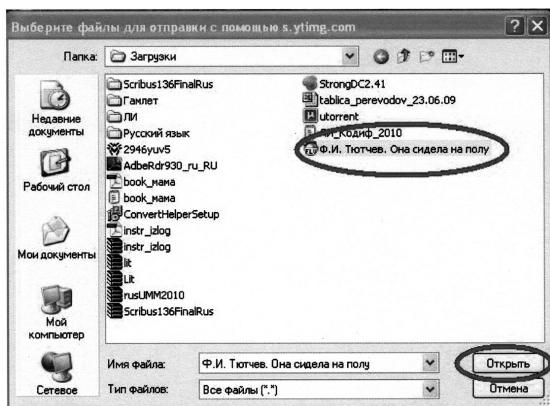 Выберите файлы для отправки с помощью s.ytimg.com
Папка:
Загрузки
Недавние документы
Рабочий стол
Мои документы
Мой компьютер
Сетевое
Scribus136FinalRus
Гамлет
ЛИ
Русский язык
2946yuv5
AdbeRdr930_ru_RU
book_мама
book_мама
ConvertHelperSetup
instr_izlog
instr_izlog
lit
Lit
rusUMM2010
Scribus136FinalRus
StrongDC2.41
tablica_perevodov_23.06.09
utorrent
Кодиф_2010
Ф.И. Тютчев. Она сидела на полу
Имя файла:
Ф.И. Тютчев. Она сидела на полу
Открыть
Тип файлов:
Все файлы (*.*)
Отмена